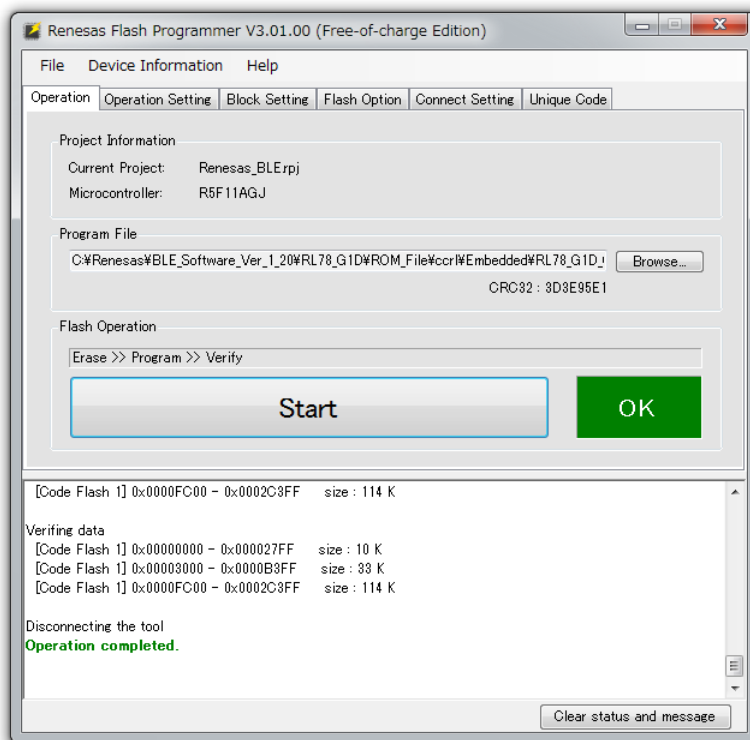 Renesas Flash Programmer V3.01.00 (Free-of-charge Edition)
File Device Information Help
Operation Operation Setting Block Setting Flash Option Connect Setting Unique Code
Project Information
Current Project: Renesas_BLE.rpj
Microcontroller: R5F11AGJ
Program File
C:¥Renesas¥BLE_Software_Ver_1_20¥RL78_G1D¥ROM_File¥ccrl¥Embedded¥RL78_G1D_ Browse...
CRC32 : 3D3E95E1
Flash Operation
Erase >> Program >> Verify
Start OK
[Code Flash 1] 0x0000FC00 - 0x0002C3FF size : 114 K
Verifing data
[Code Flash 1] 0x00000000 - 0x000027FF size : 10 K
[Code Flash 1] 0x00003000 - 0x0000B3FF size : 33 K
[Code Flash 1] 0x0000FC00 - 0x0002C3FF size : 114 K
Disconnecting the tool
Operation completed.
Clear status and message